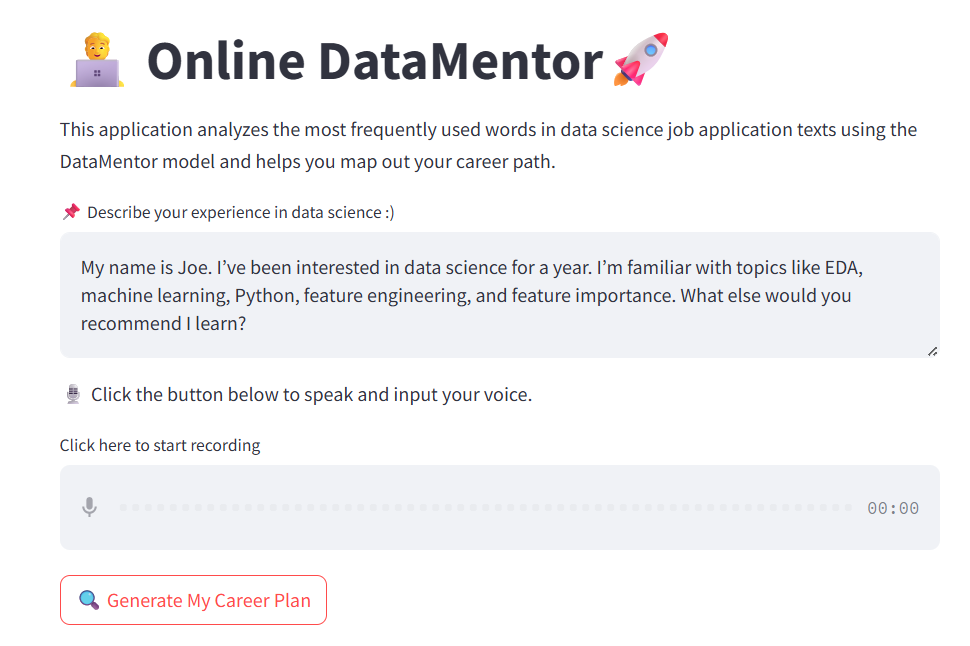 Online DataMentor
This application analyzes the most frequently used words in data science job application texts using the
DataMentor model and helps you map out your career path.
Describe your experience in data science :)
My name is Joe. I’ve been interested in data science for a year. I’m familiar with topics like EDA,
machine learning, Python, feature engineering, and feature importance. What else would you
recommend I learn?
Click the button below to speak and input your voice.
Click here to start recording
00:00
Generate My Career Plan